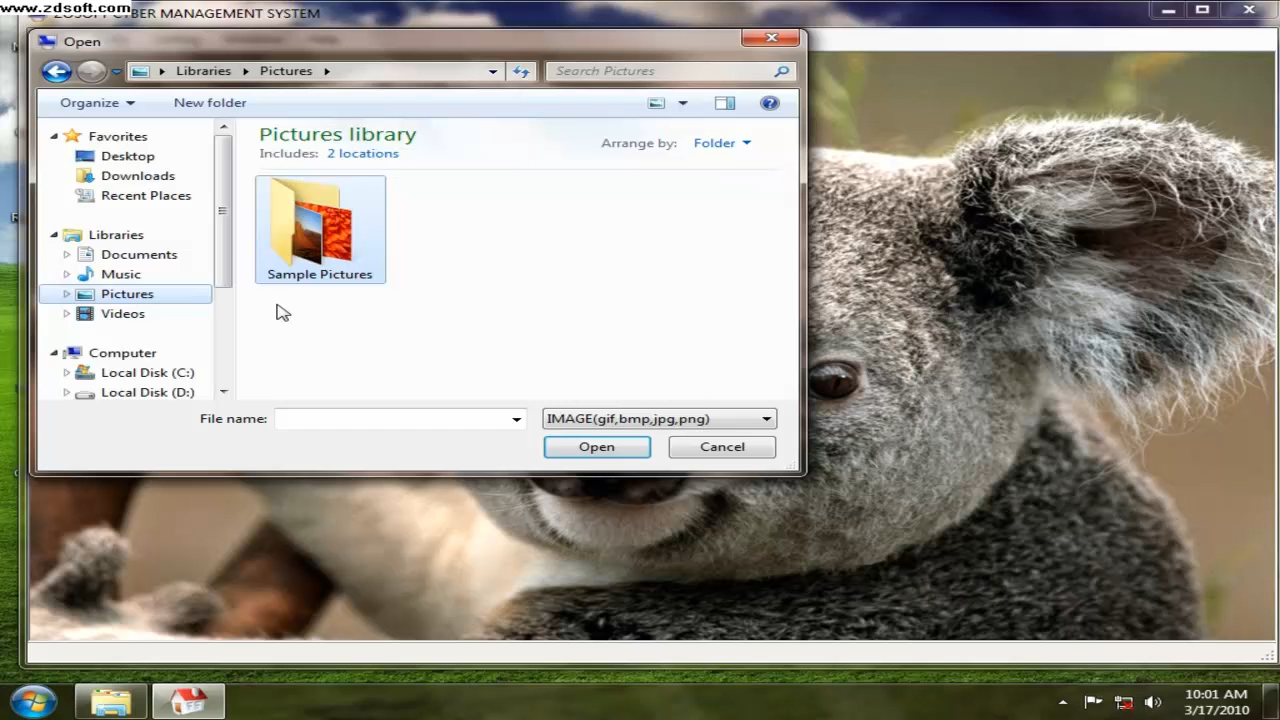 www.zdsoft.com
ZDSOFT CYBER MANAGEMENT SYSTEM
Open
Libraries
Pictures
Search Pictures
Organize
New folder
Favorites
Desktop
Downloads
Recent Places
Libraries
Documents
Music
Pictures
Videos
Computer
Local Disk (C:)
Local Disk (D:)
Pictures library
Includes: 2 locations
Arrange by: Folder
Sample Pictures
File name:
IMAGE(gif,bmp,jpg,png)
Open
Cancel
10:01 AM
3/17/2010